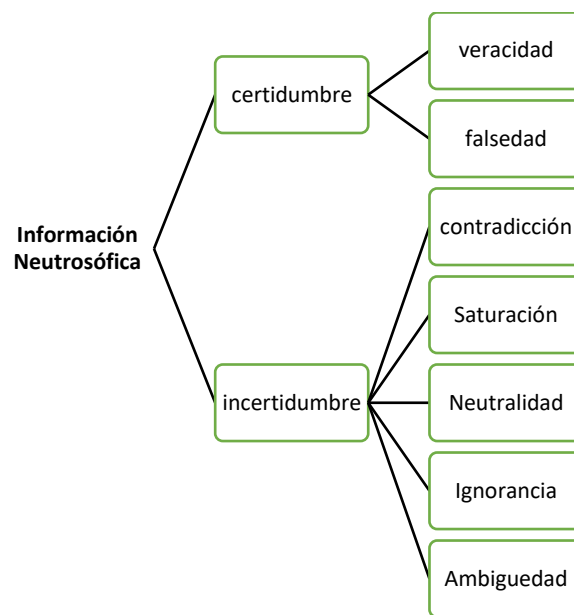 Información
Neutrosófica
certidumbre
veracidad
falsedad
incertidumbre
contradicción
Saturación
Neutralidad
Ignorancia
Ambiguedad